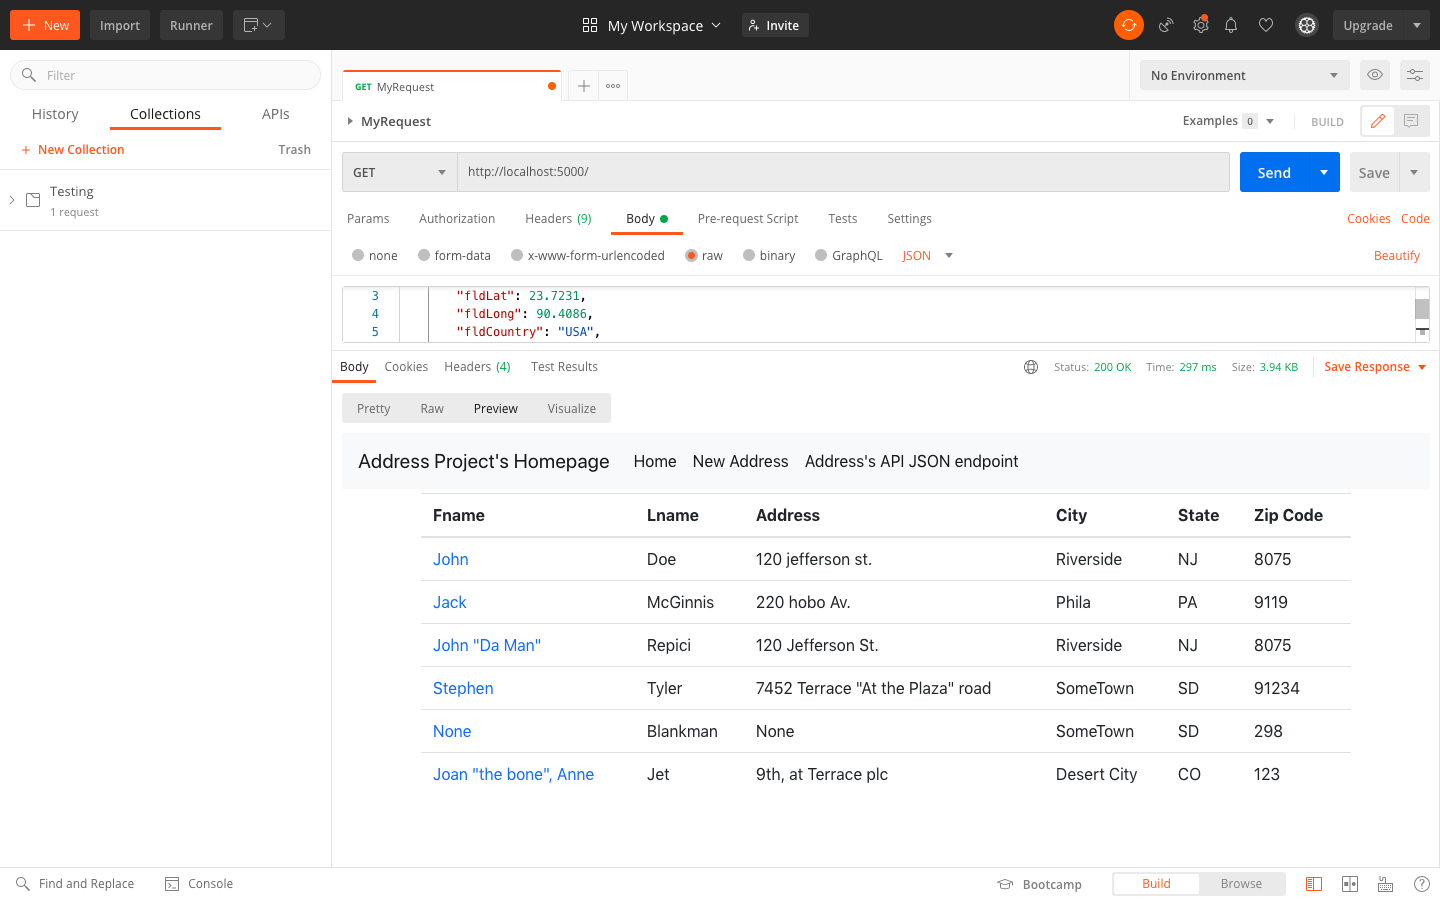 New Import Runner My Workspace Invite Upgrade
Filter
GET MyRequest
No Environment
History Collections APIs
MyRequest Examples 0 BUILD
New Collection Trash
GET http://localhost:5000/ Send Save
Testing
1 request
Params Authorization Headers (9) Body Pre-request Script Tests Settings Cookies Code
none form-data x-www-form-urlencoded raw binary GraphQL JSON Beautify
3 "fldLat": 23.7231,
4 "fldLong": 90.4086,
5 "fldCountry": "USA",
Body Cookies Headers (4) Test Results Status: 200 OK Time: 297 ms Size: 3.94 KB Save Response
Pretty Raw Preview Visualize
Address Project's Homepage Home New Address Address's API JSON endpoint
Fname Lname Address City State Zip Code
John Doe 120 jefferson st. Riverside NJ 8075
Jack McGinnis 220 hobo Av. Phila PA 9119
John "Da Man" Repici 120 Jefferson St. Riverside NJ 8075
Stephen Tyler 7452 Terrace "At the Plaza" road SomeTown SD 91234
None Blankman None SomeTown SD 298
Joan "the bone", Anne Jet 9th, at Terrace plc Desert City CO 123
Find and Replace Console Bootcamp Build Browse